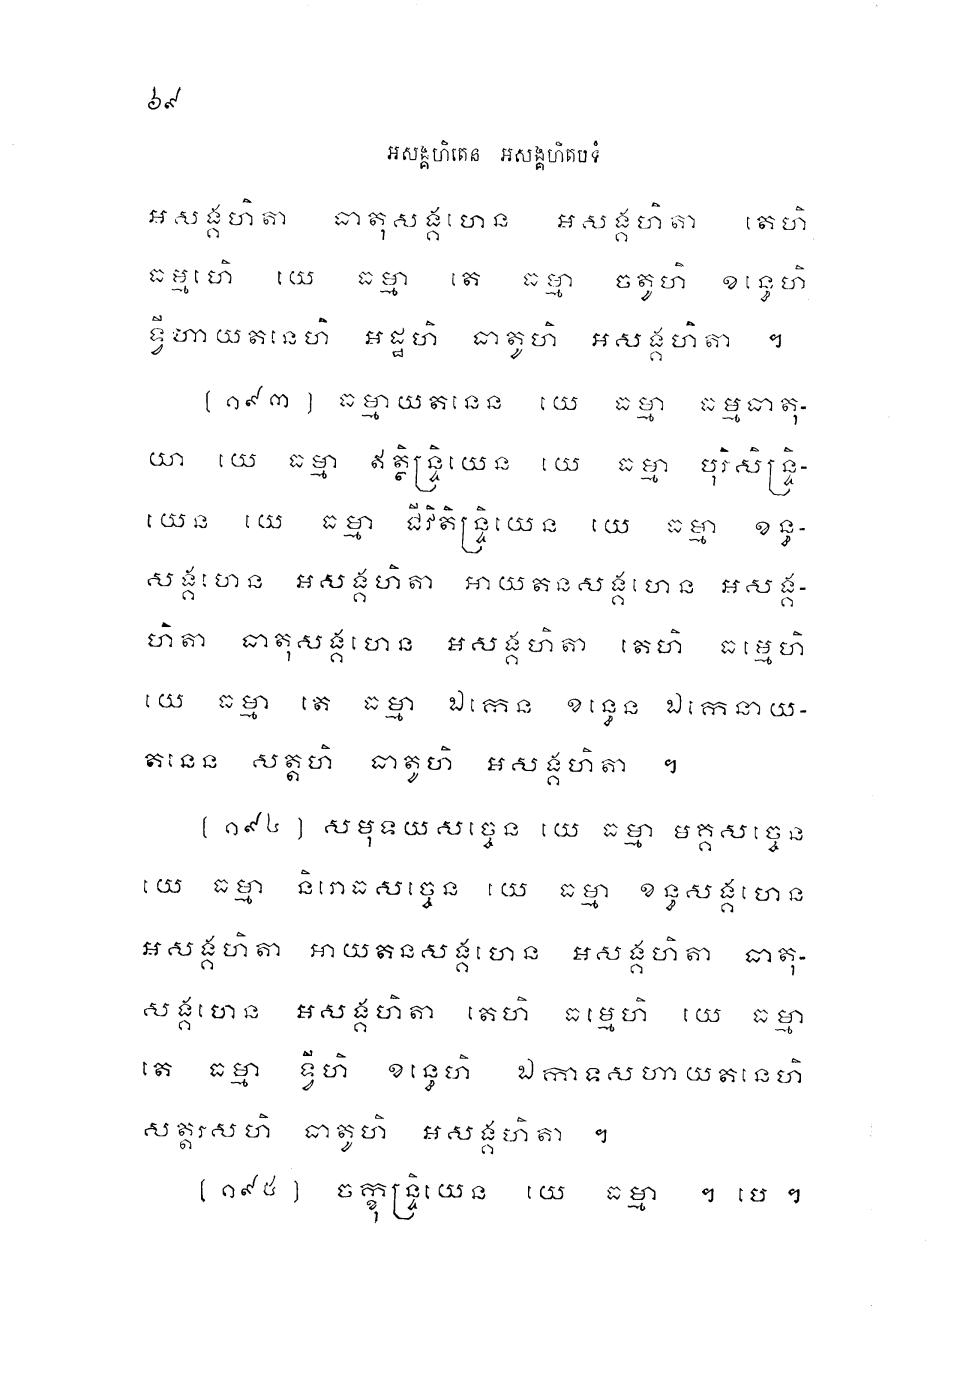 ៦៩
អសង្គហិតេន អសង្គហិតបទំ
អសង្គហិតា ធាតុសង្គហេន អសង្គហិតា តេហិ
ធម្មេហិ យេ ធម្មា តេ ធម្មា ចតូហិ ខន្ធេហិ
ទ្វីហាយតនេហិ អដ្ឋហិ ធាតូហិ អសង្គហិតា ។
[១៩៣] ធម្មាយតនេន យេ ធម្មា ធម្មធាតុ-
យា យេ ធម្មា ឥត្ថិន្ទ្រិយេន យេ ធម្មា បុរិសិន្ទ្រិ-
យេន យេ ធម្មា ជីវិតិន្ទ្រិយេន យេ ធម្មា ខន្ធ-
សង្គហេន អសង្គហិតា អាយតនសង្គហេន អសង្គ-
ហិតា ធាតុសង្គហេន អសង្គហិតា តេហិ ធម្មេហិ
យេ ធម្មា តេ ធម្មា ឯកេន ខន្ធេន ឯកេនាយ-
តនេន សត្តហិ ធាតូហិ អសង្គហិតា ។
[១៩៤] សមុទយសច្ចេន យេ ធម្មា មគ្គសច្ចេន
យេ ធម្មា និរោធសច្ចេន យេ ធម្មា ខន្ធសង្គហេន
អសង្គហិតា អាយតនសង្គហេន អសង្គហិតា ធាតុ-
សង្គហេន អសង្គហិតា តេហិ ធម្មេហិ យេ ធម្មា
តេ ធម្មា ទ្វីហិ ខន្ធេហិ ឯកាទសហាយតនេហិ
សត្តរសហិ ធាតូហិ អសង្គហិតា ។
[១៩៥] ចក្ខុន្ទ្រិយេន យេ ធម្មា ។ បេ ។